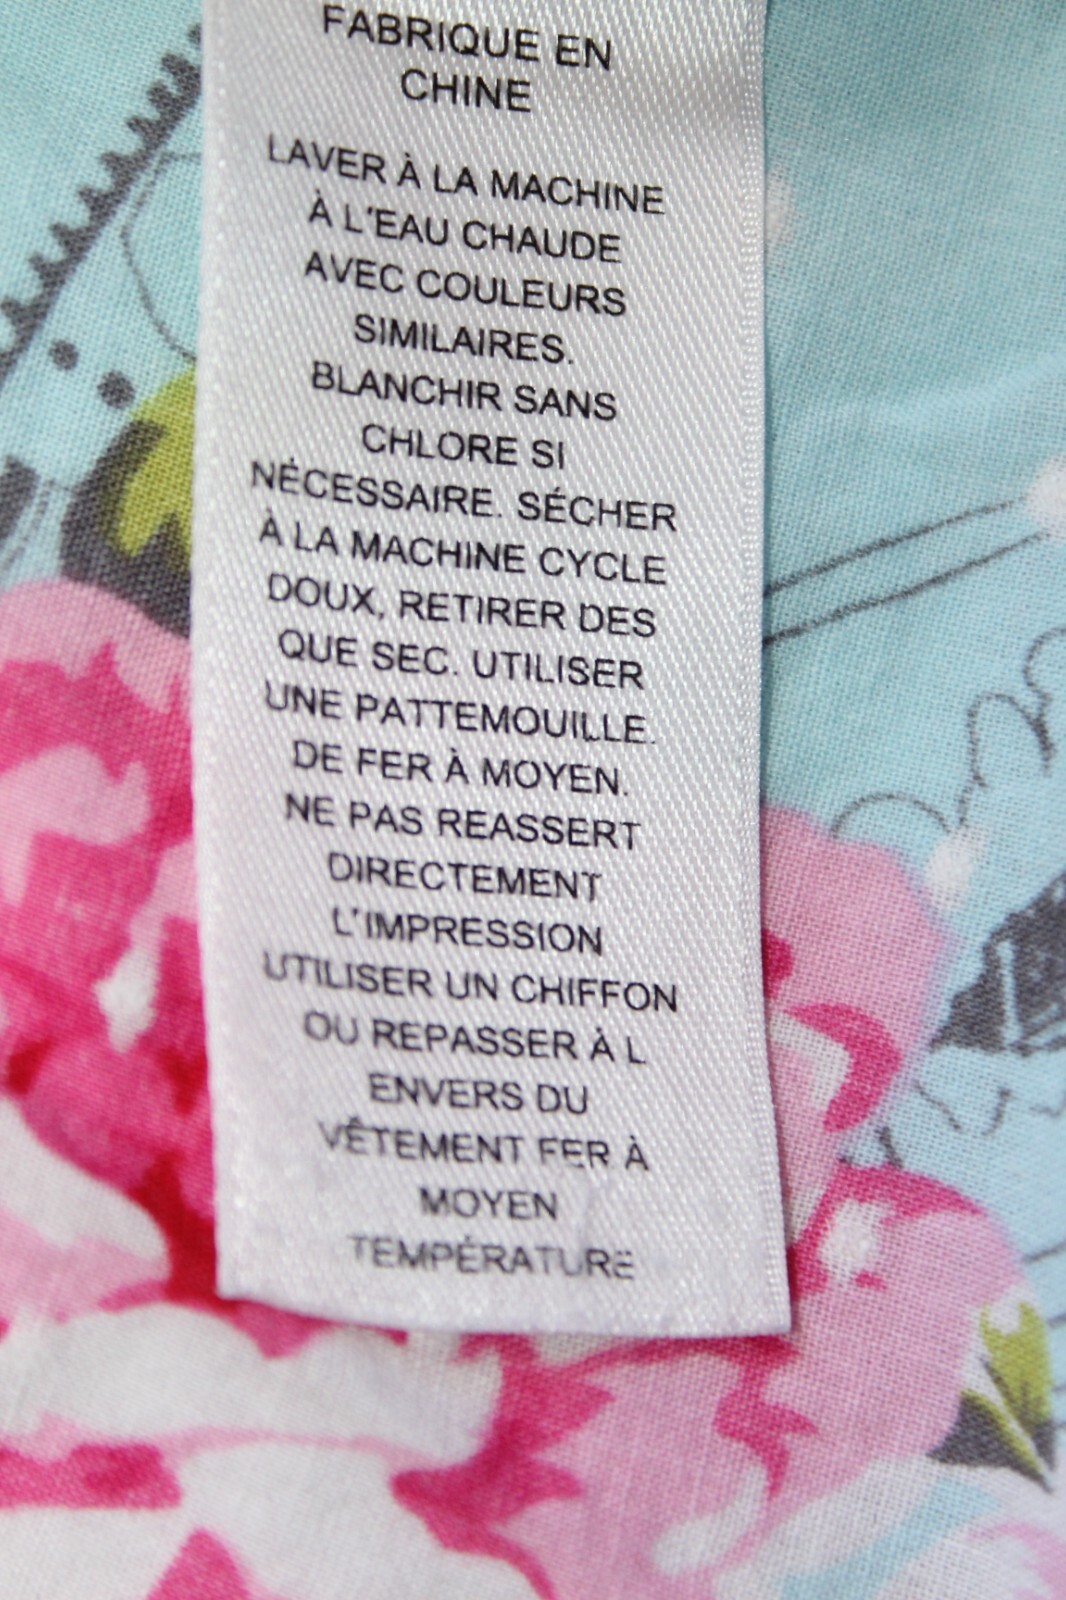 FABRIQUE EN
CHINE
LAVER À LA MACHINE
À L'EAU CHAUDE
AVEC COULEURS
SIMILAIRES.
BLANCHIR SANS
CHLORE SI
NÉCESSAIRE. SÉCHER
À LA MACHINE CYCLE
DOUX, RETIRER DES
QUE SEC. UTILISER
UNE PATTEMOUILLE.
DE FER À MOYEN.
NE PAS REASSERT
DIRECTEMENT
L'IMPRESSION
UTILISER UN CHIFFON
OU REPASSER À L
ENVERS DU
VÊTEMENT FER À
MOYEN
TEMPÉRATURE